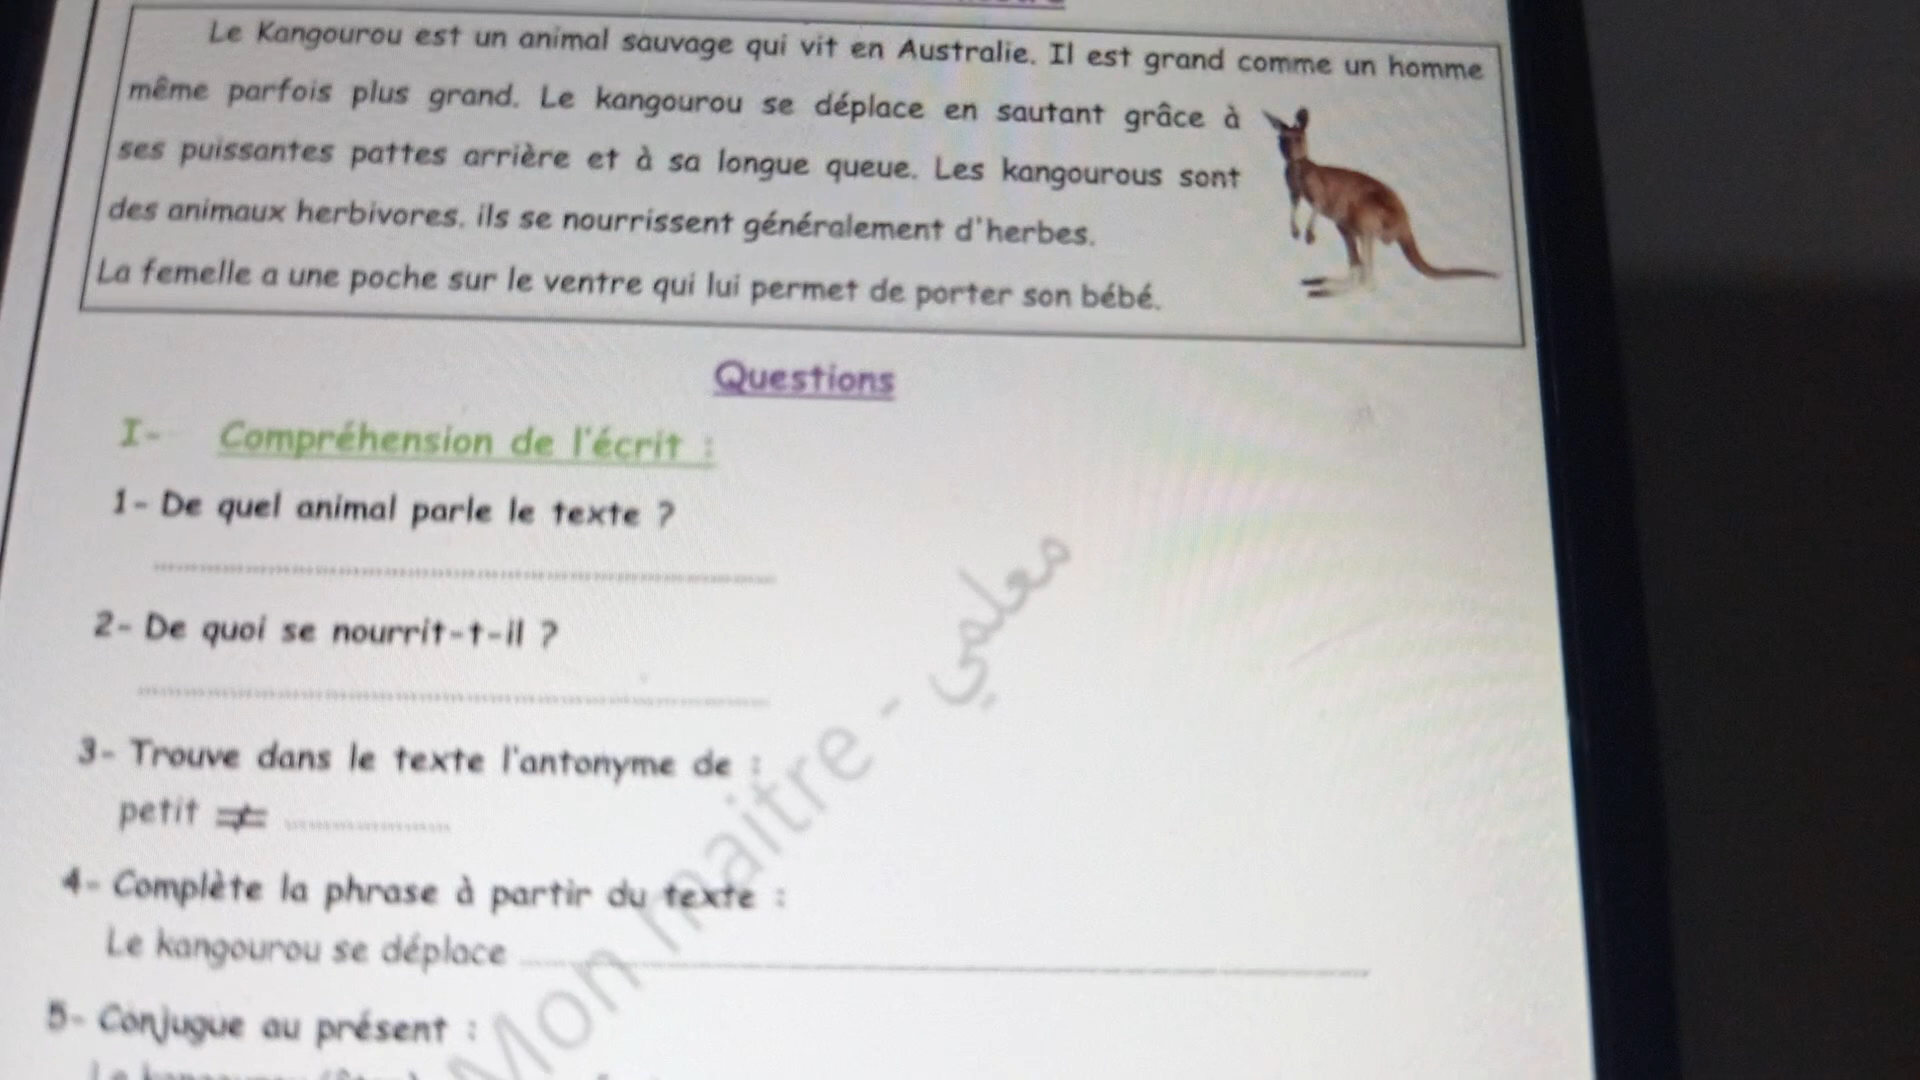 Le Kangourou est un animal sauvage qui vit en Australie. Il est grand comme un homme
même parfois plus grand. Le kangourou se déplace en sautant grâce à
ses puissantes pattes arrière et à sa longue queue. Les kangourous sont
des animaux herbivores. ils se nourrissent généralement d'herbes.
La femelle a une poche sur le ventre qui lui permet de porter son bébé.
Questions
I- Compréhension de l'écrit :
1- De quel animal parle le texte ?
2- De quoi se nourrit-t-il ?
3- Trouve dans le texte l'antonyme de :
petit ≠
4- Complète la phrase à partir du texte :
Le kangourou se déplace
5- Conjugue au présent :
Mon maitre - معلمي